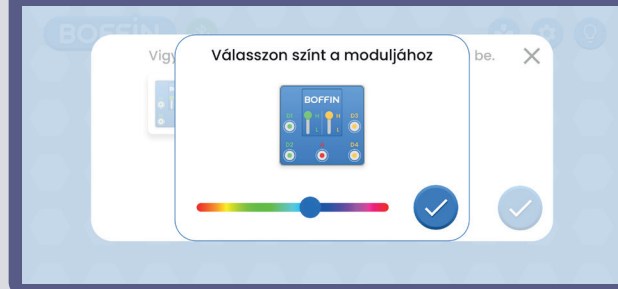 BOFFIN
Vigy
be.
Válasszon színt a moduljához
BOFFIN
D1 H H D3
L L
D2 D4